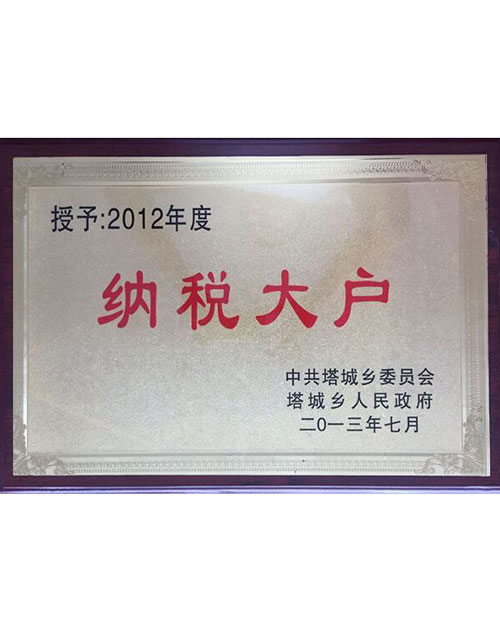 授予:2012年度
纳税大户
中共塔城乡委员会
塔城乡人民政府
二〇一三年七月